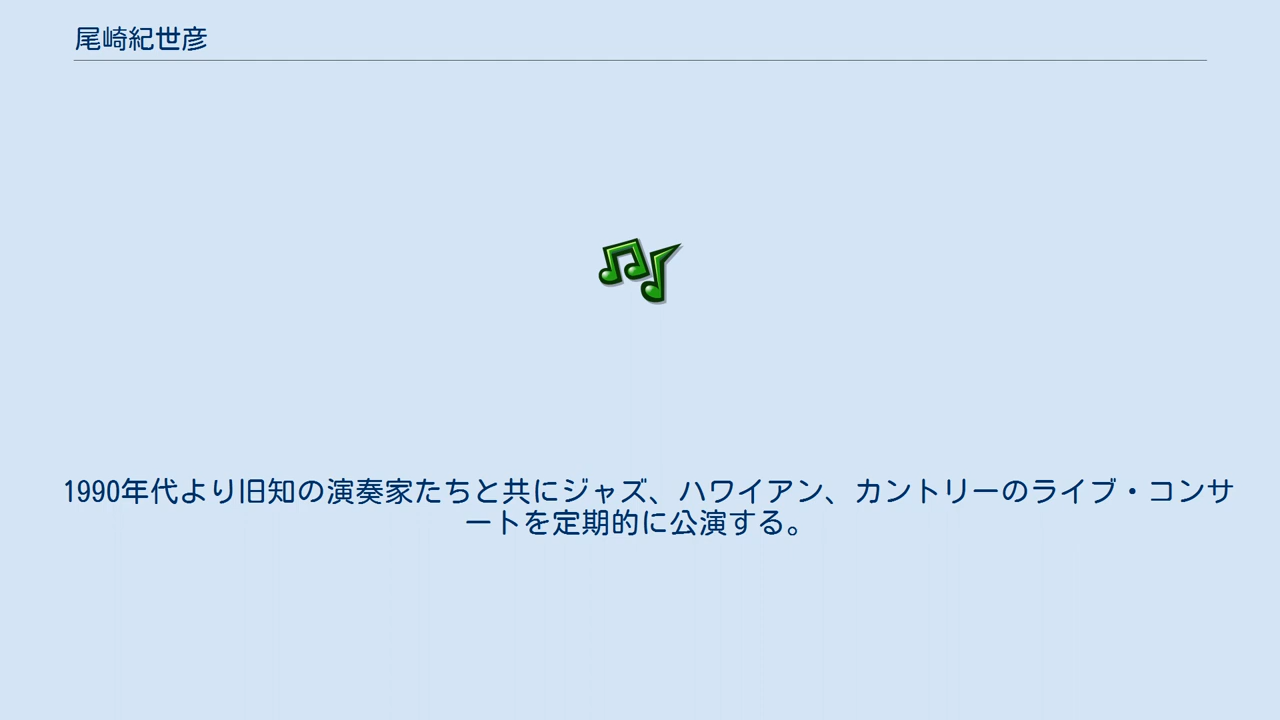 尾崎紀世彦
1990年代より旧知の演奏家たちと共にジャズ、ハワイアン、カントリーのライブ・コンサ
ートを定期的に公演する。